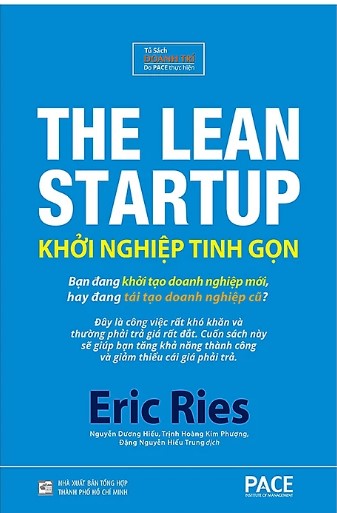 Tủ Sách
DOANH TRÍ
Do PACE thực hiện
THE LEAN
STARTUP
KHỞI NGHIỆP TINH GỌN
Bạn đang khởi tạo doanh nghiệp mới,
hay đang tái tạo doanh nghiệp cũ?
Đây là công việc rất khó khăn và
thường phải trả giá rất đắt. Cuốn sách này
sẽ giúp bạn tăng khả năng thành công
và giảm thiểu cái giá phải trả.
Eric Ries
Nguyễn Dương Hiếu, Trịnh Hoàng Kim Phượng,
Đặng Nguyễn Hiếu Trung dịch
NHÀ XUẤT BẢN TỔNG HỢP
THÀNH PHỐ HỒ CHÍ MINH
PACE
INSTITUTE OF MANAGEMENT